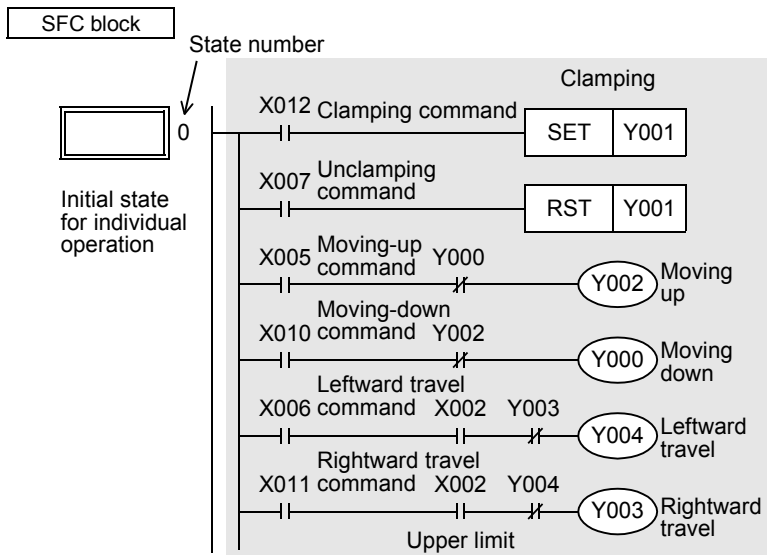 SFC block
State number
0
Initial state
for individual
operation
Clamping
X012 Clamping command
SET Y001
X007 Unclamping
command
RST Y001
X005 Moving-up
command Y000
Y002 Moving
up
Moving-down
X010 command Y002
Y000 Moving
down
Leftward travel
X006 command X002 Y003
Y004 Leftward
travel
Rightward travel
X011 command X002 Y004
Y003 Rightward
travel
Upper limit